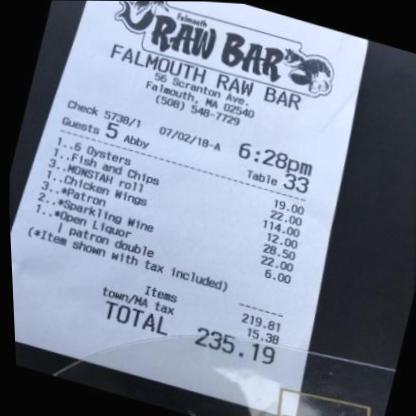 Falmouth
RAW BAR
FALMOUTH RAW BAR
56 Scranton Ave.
Falmouth, MA 02540
(508) 548-7729
Check 5738/1 07/02/18-A 6:28pm
Guests 5 Abby Table 33
1..6 Oysters 19.00
1..Fish and Chips 22.00
3..MONSTAH roll 114.00
1..Chicken Wings 12.00
3..*Patron 28.50
2..*Sparkling Wine 22.00
1..*Open Liquor 6.00
1 patron double
(*Item shown with tax included)
Items 219.81
town/MA tax 15.38
TOTAL 235.19